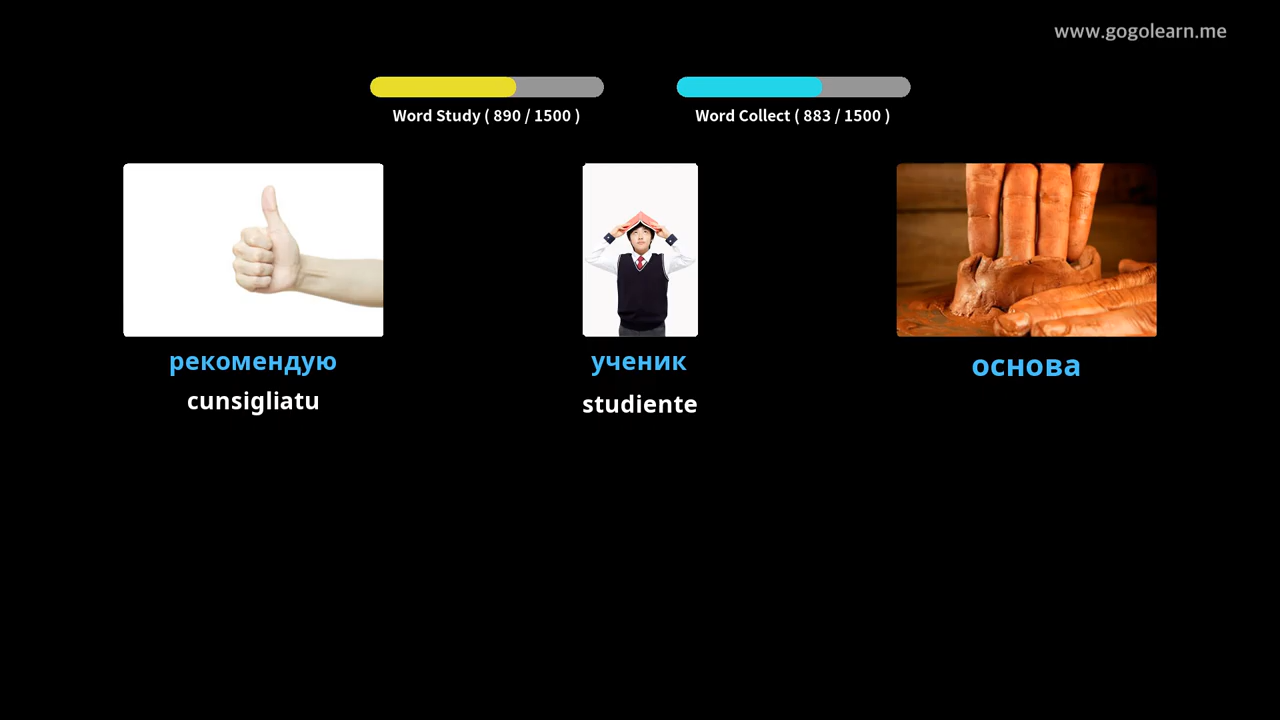 www.gogolearn.me
Word Study ( 890 / 1500 )
Word Collect ( 883 / 1500 )
рекомендую
ученик
основа
cunsigliatu
studiente